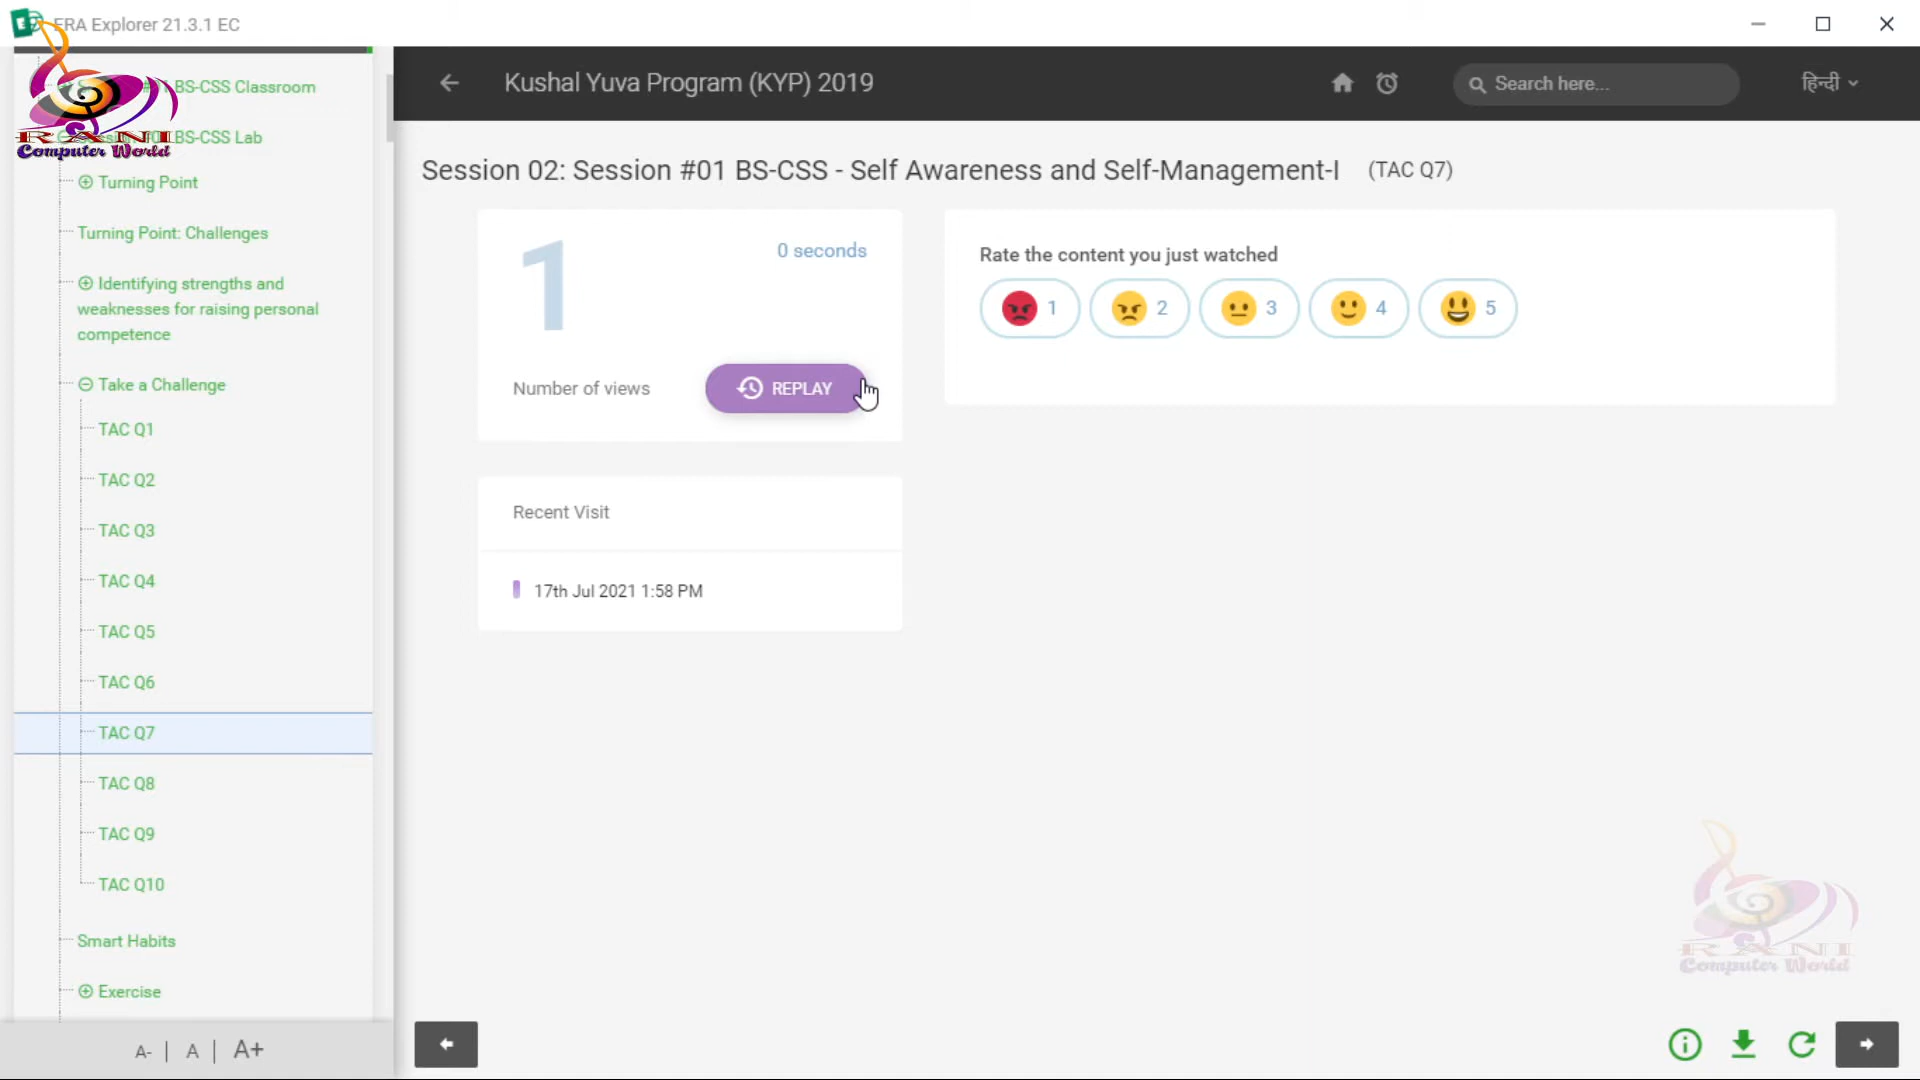 ERA Explorer 21.3.1 EC
BS-CSS Classroom
BS-CSS Lab
RANI
Computer World
Turning Point
Turning Point: Challenges
Identifying strengths and
weaknesses for raising personal
competence
Take a Challenge
TAC Q1
TAC Q2
TAC Q3
TAC Q4
TAC Q5
TAC Q6
TAC Q7
TAC Q8
TAC Q9
TAC Q10
Smart Habits
Exercise
A- | A | A+
Kushal Yuva Program (KYP) 2019
Search here...
हिन्दी
Session 02: Session #01 BS-CSS - Self Awareness and Self-Management-I (TAC Q7)
1
0 seconds
Number of views
REPLAY
Rate the content you just watched
1 2 3 4 5
Recent Visit
17th Jul 2021 1:58 PM
RANI
Computer World